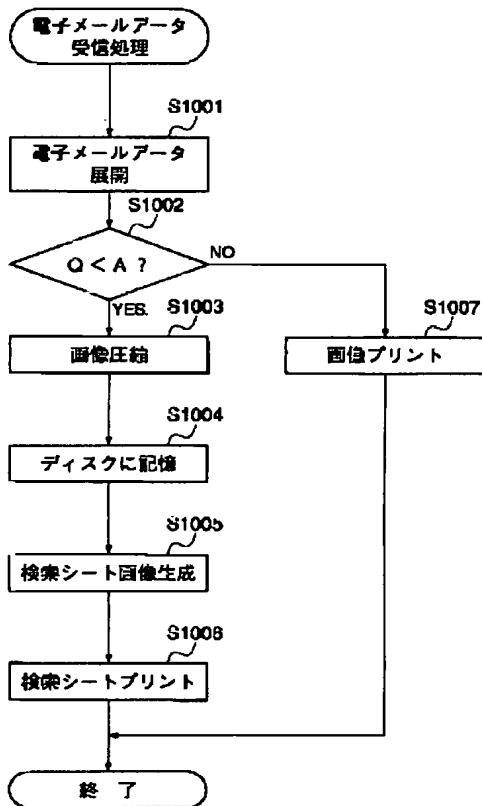 電子メールデータ
受信処理
S1001
電子メールデータ
展開
S1002
Q < A ?
NO
YES.
S1003
画像圧縮
S1007
画像プリント
S1004
ディスクに記憶
S1005
検索シート画像生成
S1006
検索シートプリント
終 了